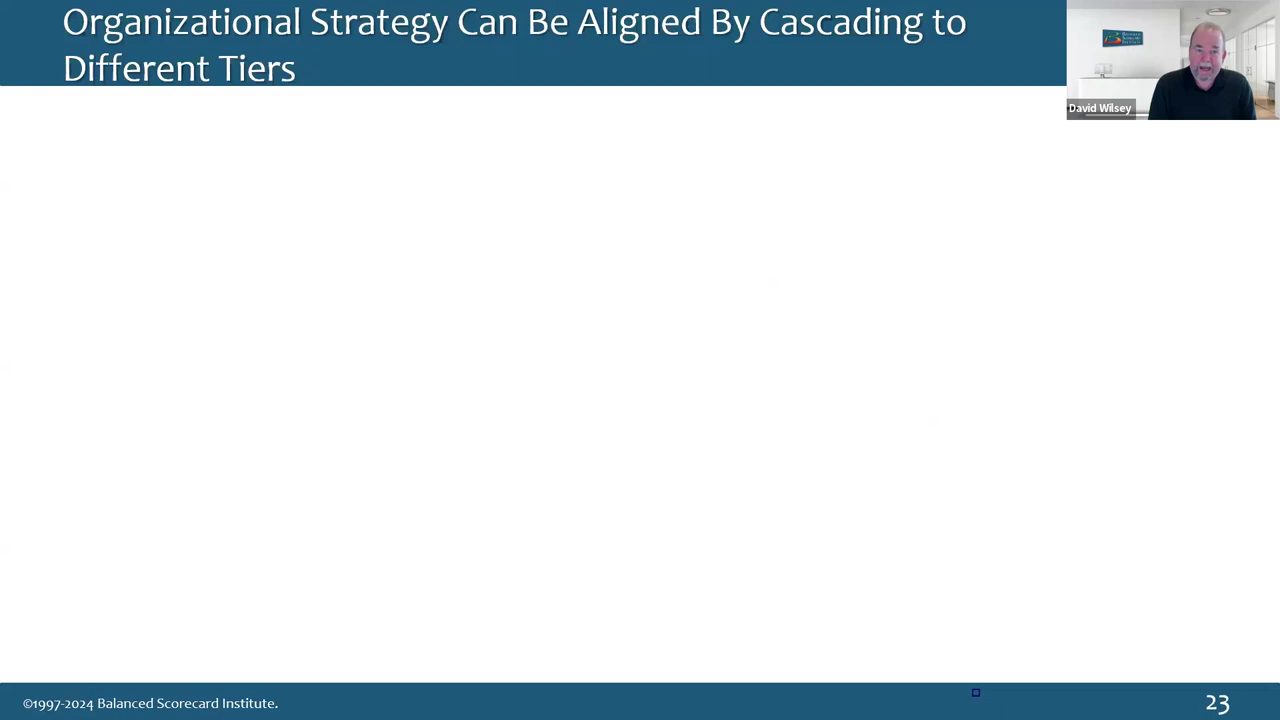 Organizational Strategy Can Be Aligned By Cascading to
Different Tiers
David Wilsey
©1997-2024 Balanced Scorecard Institute.
23